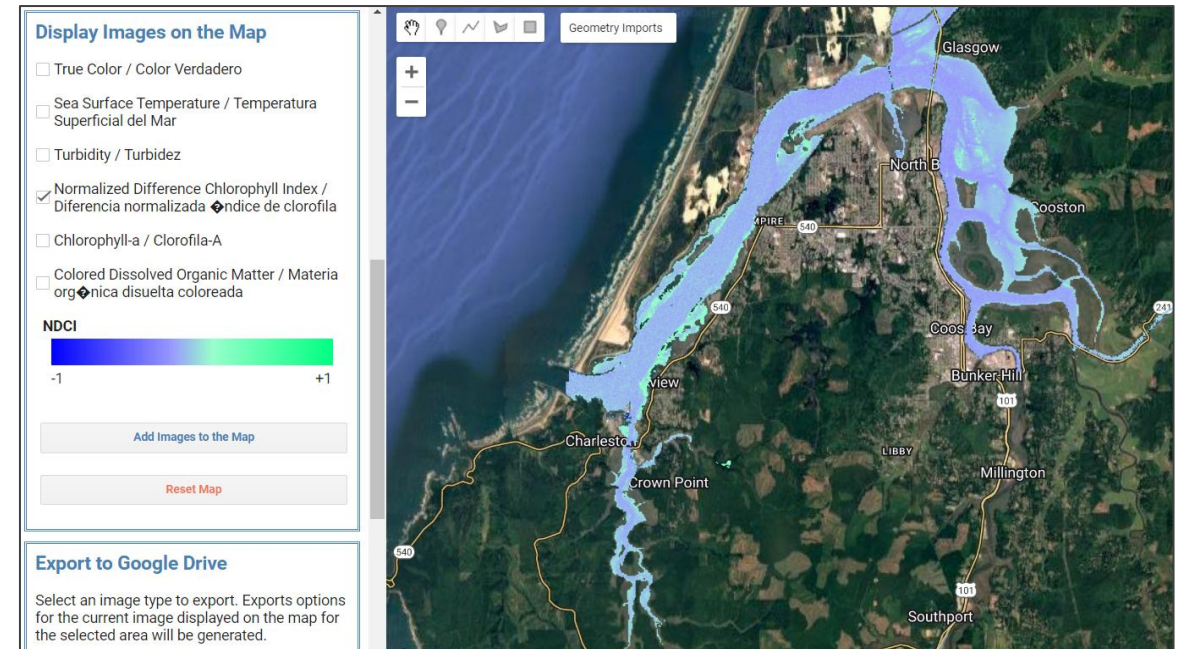 Display Images on the Map
True Color / Color Verdadero
Sea Surface Temperature / Temperatura
Superficial del Mar
Turbidity / Turbidez
Normalized Difference Chlorophyll Index /
Diferencia normalizada �ndice de clorofila
Chlorophyll-a / Clorofila-A
Colored Dissolved Organic Matter / Materia
org�nica disuelta coloreada
NDCI
-1
+1
Add Images to the Map
Reset Map
Export to Google Drive
Select an image type to export. Exports options
for the current image displayed on the map for
the selected area will be generated.
Geometry Imports
+
−
Glasgow
North B
Cooston
MPIRE
540
540
241
Coos Bay
view
Bunker Hill
101
Charleston
LIBBY
Crown Point
Millington
540
101
Southport